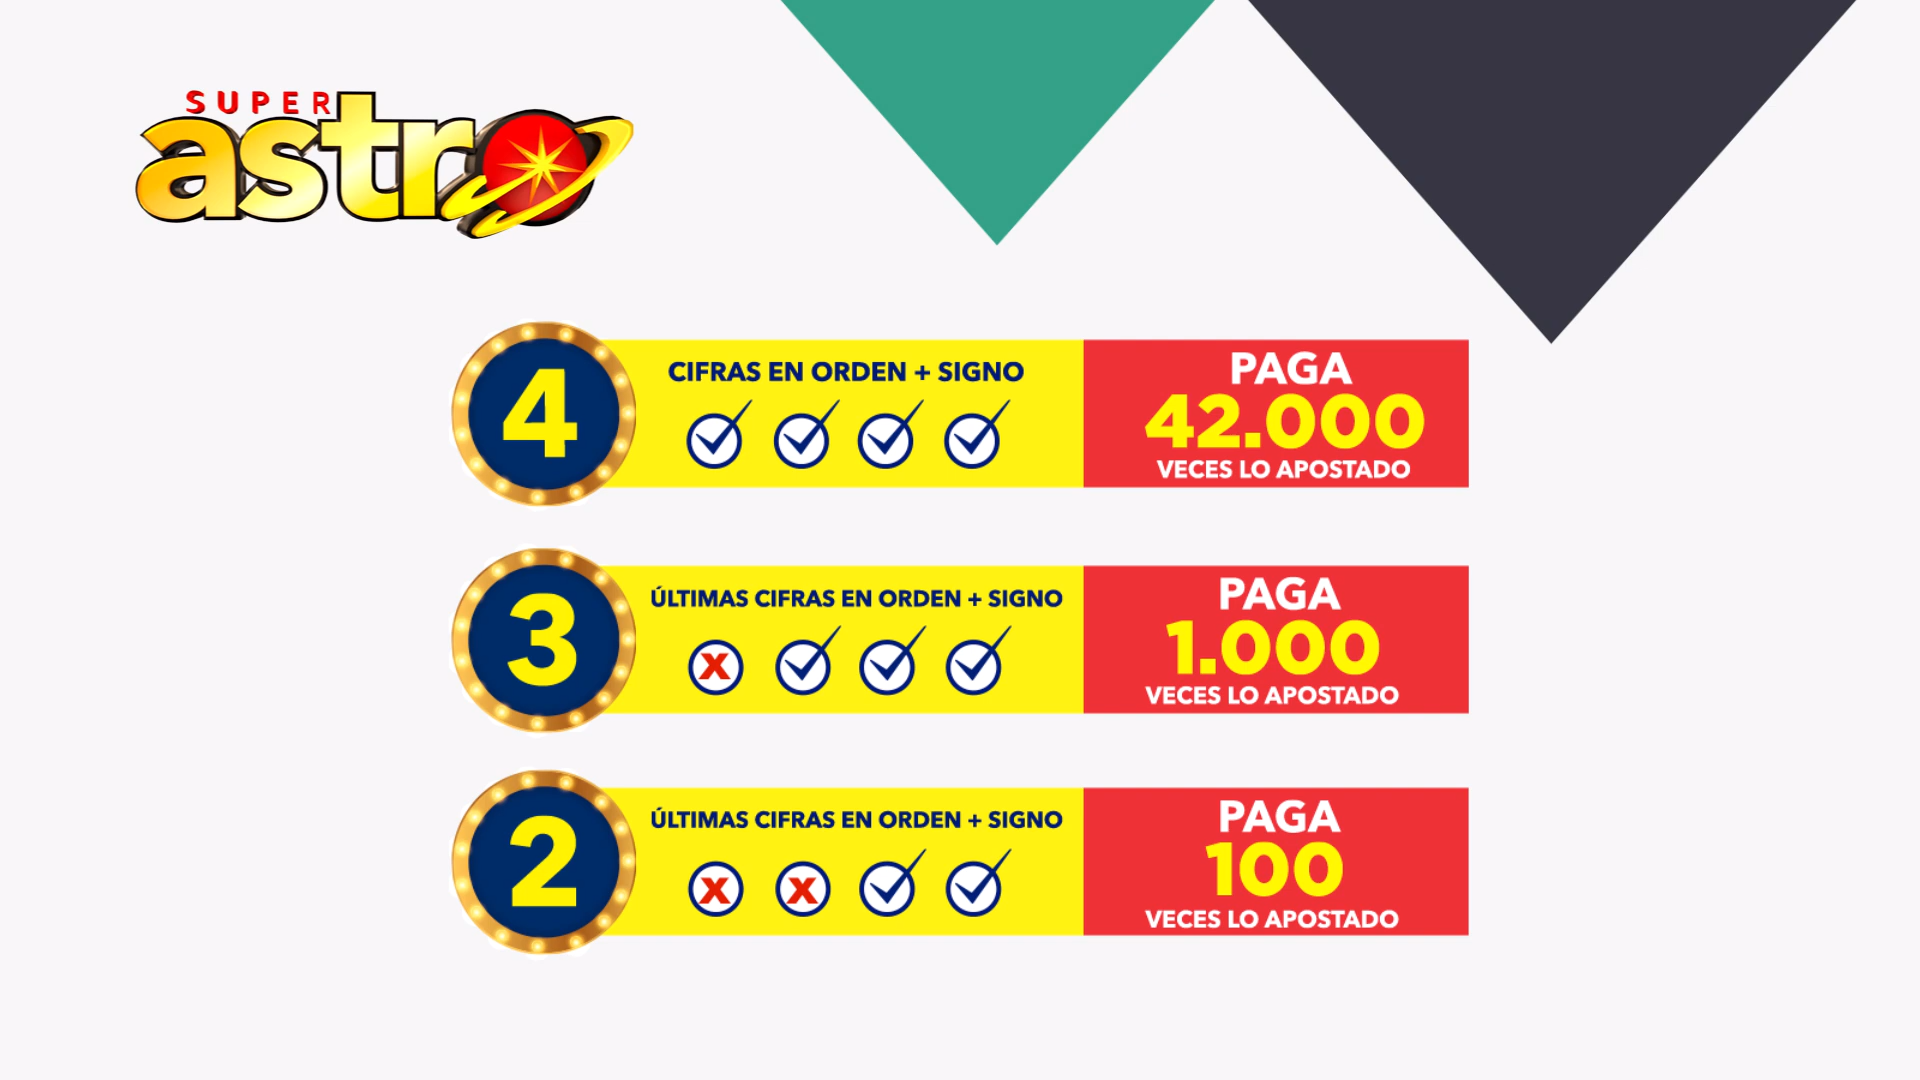 SUPER
astro
4
CIFRAS EN ORDEN + SIGNO
PAGA
42.000
VECES LO APOSTADO
3
ÚLTIMAS CIFRAS EN ORDEN + SIGNO
X
PAGA
1.000
VECES LO APOSTADO
2
ÚLTIMAS CIFRAS EN ORDEN + SIGNO
X X
PAGA
100
VECES LO APOSTADO